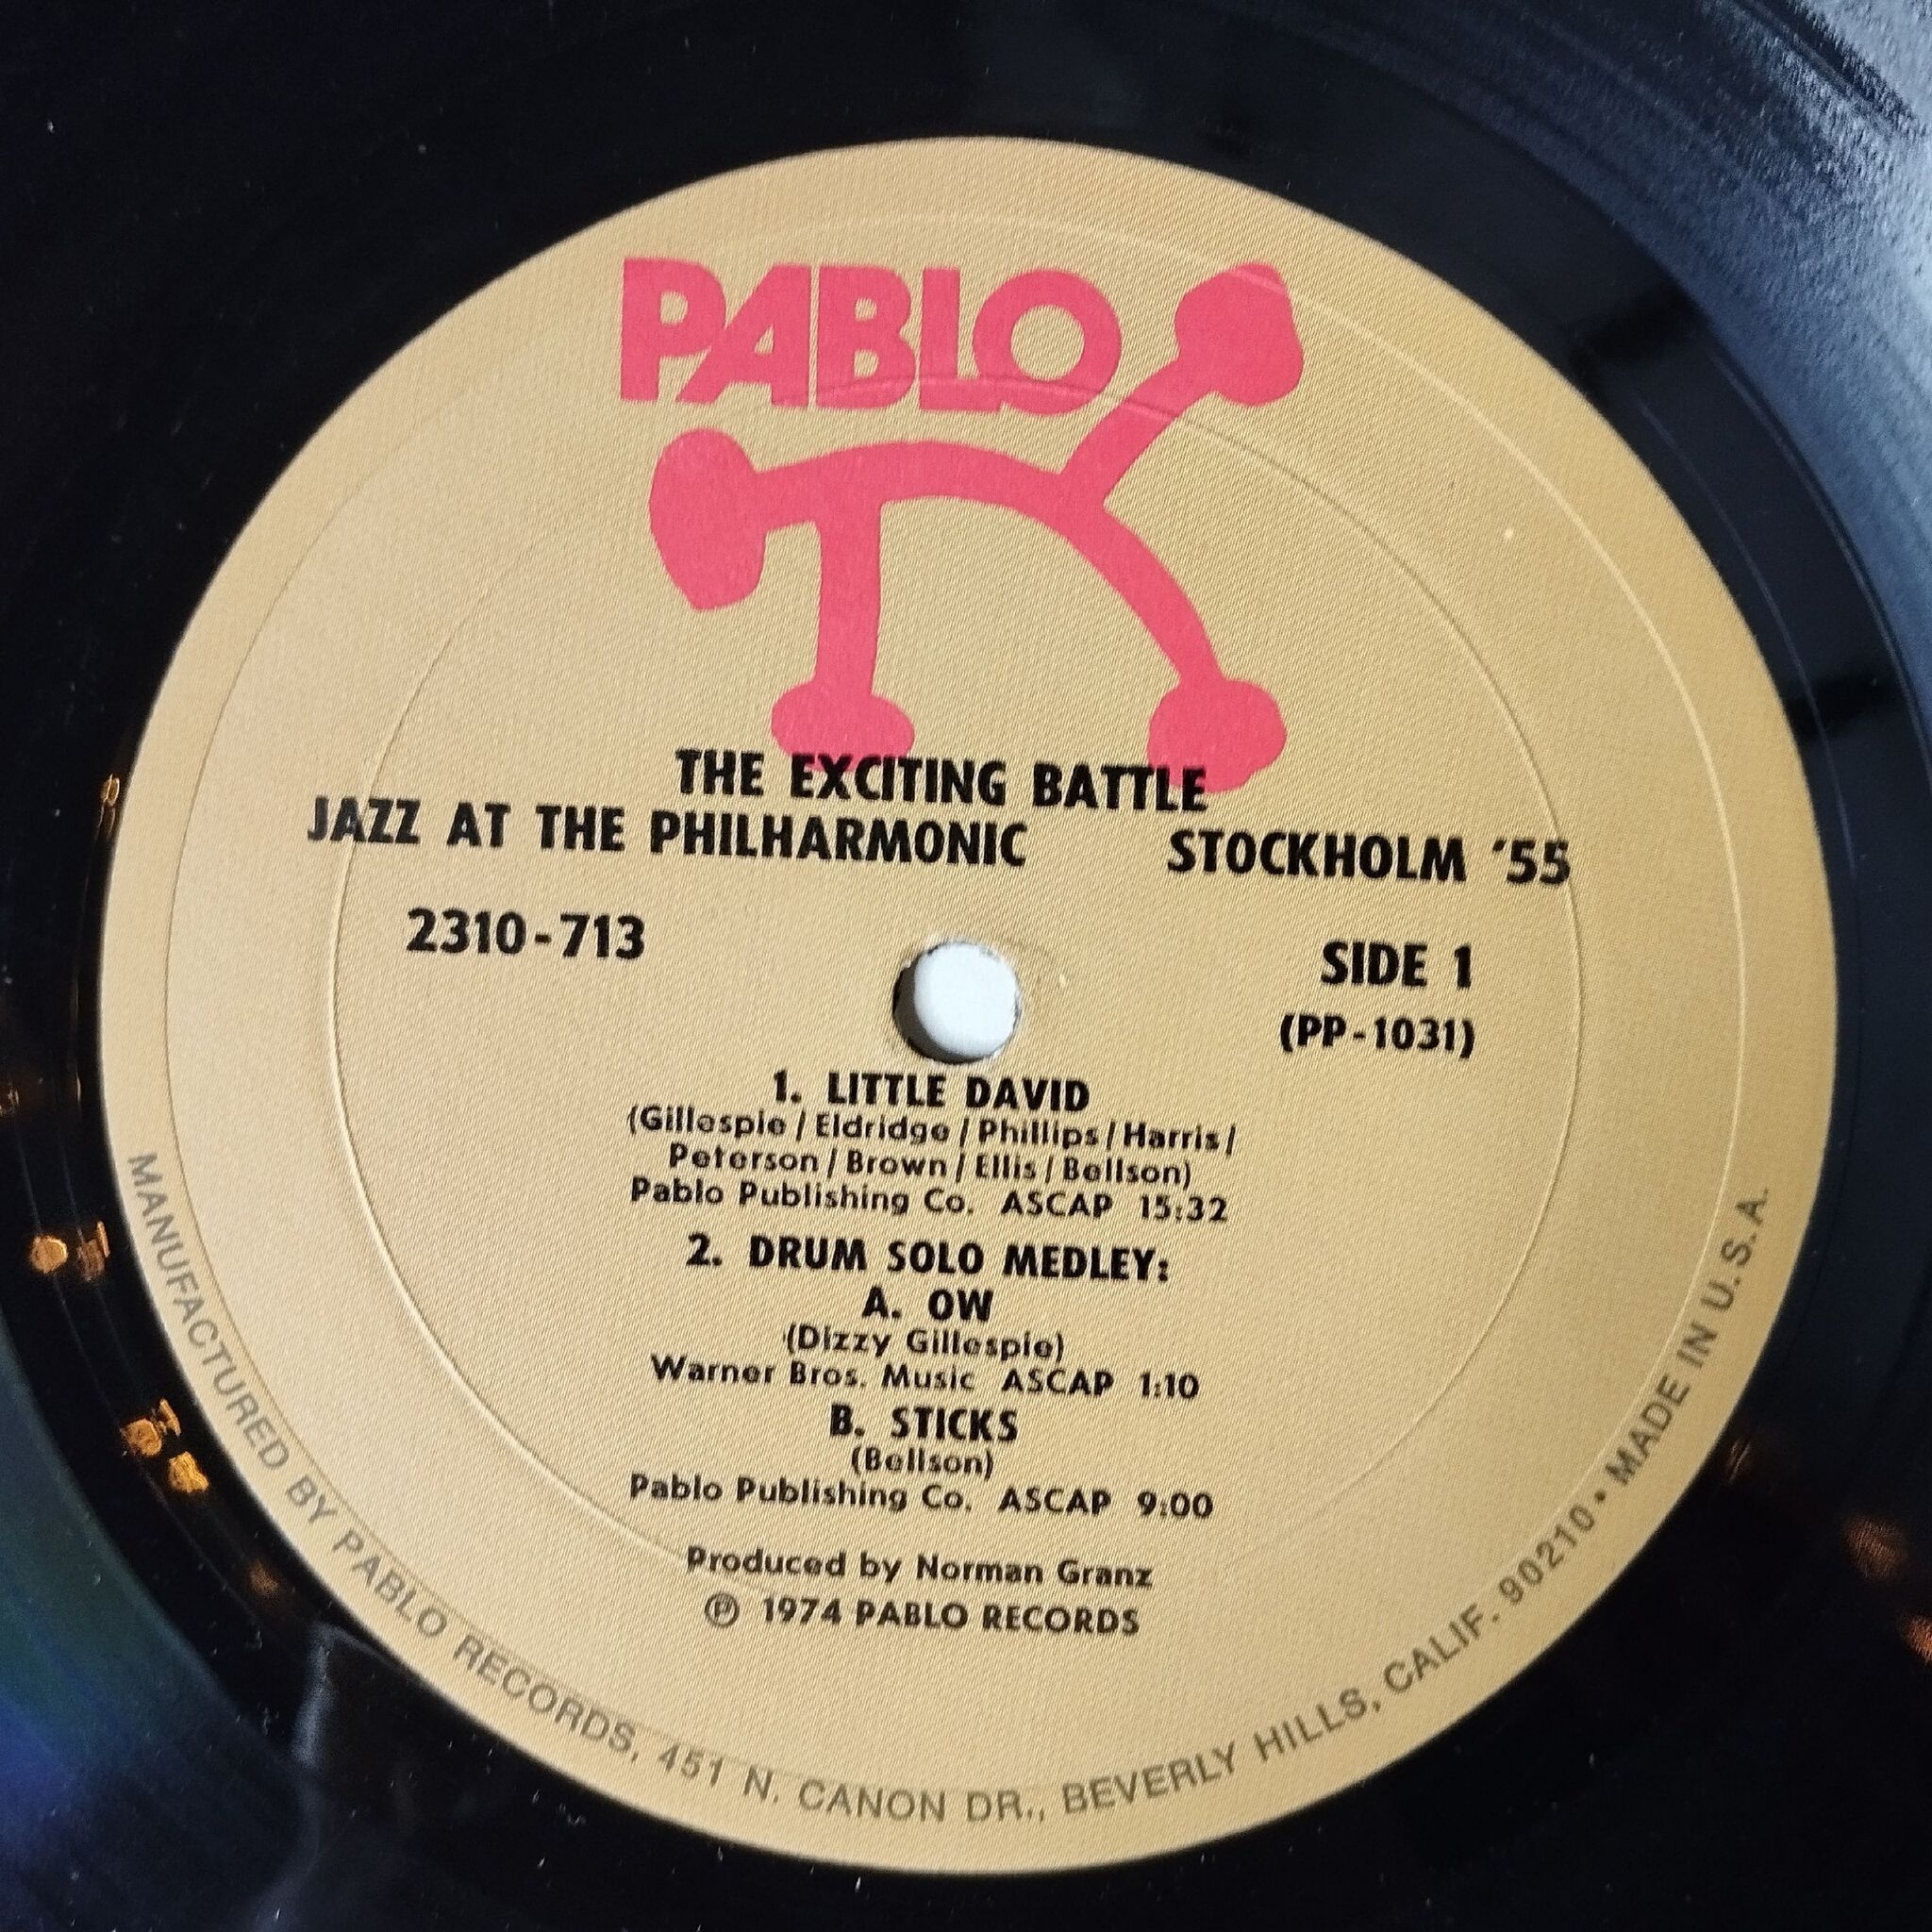 PABLO
THE EXCITING BATTLE
JAZZ AT THE PHILHARMONIC STOCKHOLM '55
2310-713
SIDE 1
(PP-1031)
1. LITTLE DAVID
(Gillespie / Eldridge / Phillips / Harris /
Peterson / Brown / Ellis / Bellson)
Pablo Publishing Co. ASCAP 15:32
2. DRUM SOLO MEDLEY:
A. OW
(Dizzy Gillespie)
Warner Bros. Music ASCAP 1:10
B. STICKS
(Bellson)
Pablo Publishing Co. ASCAP 9:00
Produced by Norman Granz
℗ 1974 PABLO RECORDS
MANUFACTURED BY PABLO RECORDS, 451 N. CANON DR., BEVERLY HILLS, CALIF. 90210 • MADE IN U.S.A.